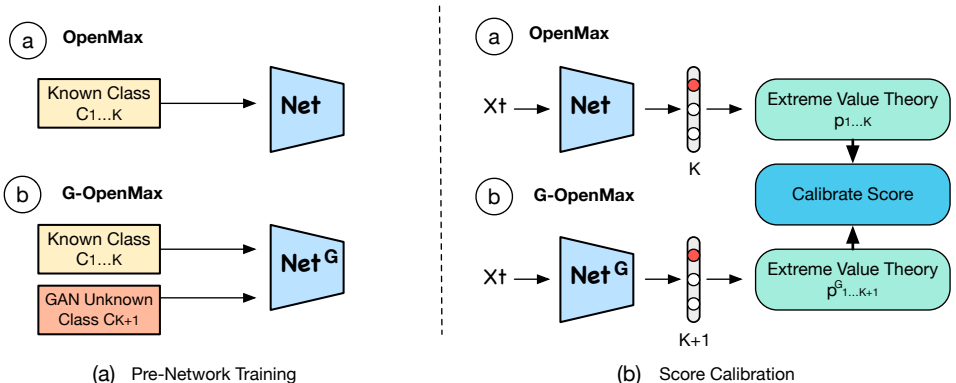 a OpenMax
Known Class
C1...K
Net
b G-OpenMax
Known Class
C1...K
GAN Unknown
Class CK+1
Net G
(a) Pre-Network Training
a OpenMax
Xt
Net
K
Extreme Value Theory
p1...K
Calibrate Score
b G-OpenMax
Xt
Net G
K+1
Extreme Value Theory
pG1...K+1
(b) Score Calibration